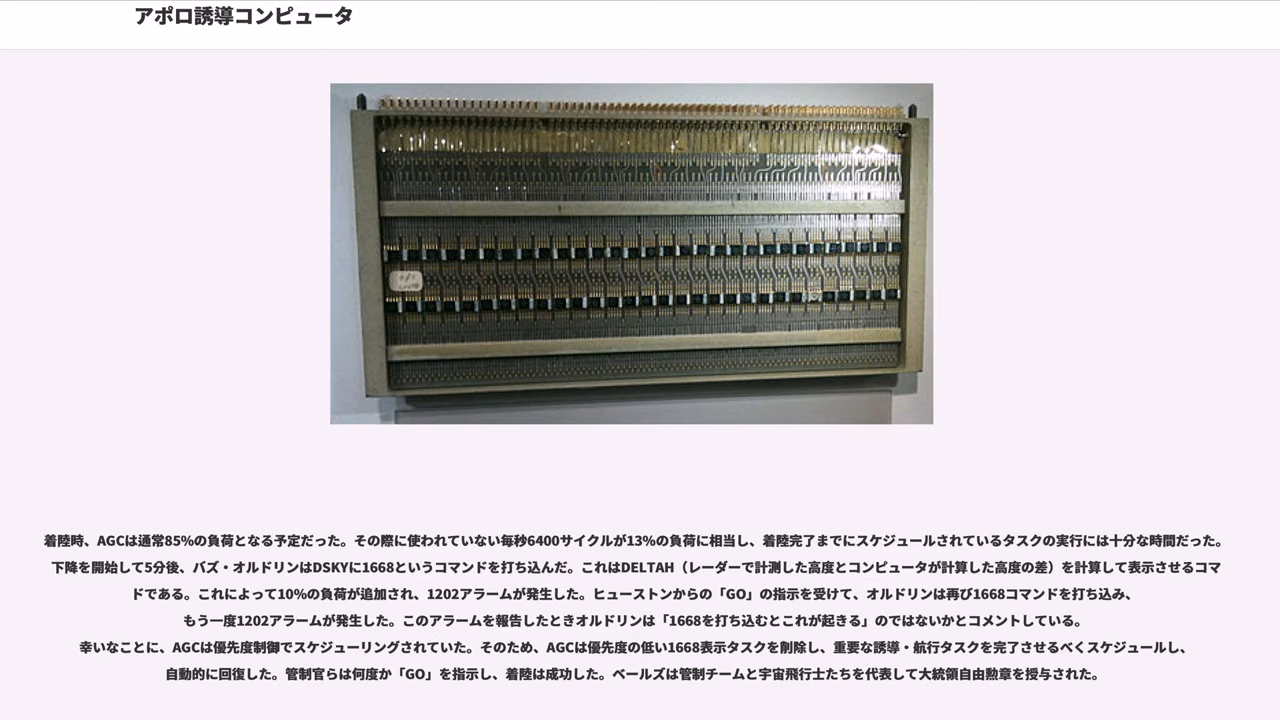 アポロ誘導コンピュータ
着陸時、AGCは通常85%の負荷となる予定だった。その際に使われていない毎秒6400サイクルが13%の負荷に相当し、着陸完了までにスケジュールされているタスクの実行には十分な時間だった。
下降を開始して5分後、バズ・オルドリンはDSKYに1668というコマンドを打ち込んだ。これはDELTAH（レーダーで計測した高度とコンピュータが計算した高度の差）を計算して表示させるコマ
ドである。これによって10%の負荷が追加され、1202アラームが発生した。ヒューストンからの「GO」の指示を受けて、オルドリンは再び1668コマンドを打ち込み、
もう一度1202アラームが発生した。このアラームを報告したときオルドリンは「1668を打ち込むとこれが起きる」のではないかとコメントしている。
幸いなことに、AGCは優先度制御でスケジューリングされていた。そのため、AGCは優先度の低い1668表示タスクを削除し、重要な誘導・航行タスクを完了させるべくスケジュールし、
自動的に回復した。管制官らは何度か「GO」を指示し、着陸は成功した。ベールズは管制チームと宇宙飛行士たちを代表して大統領自由勲章を授与された。